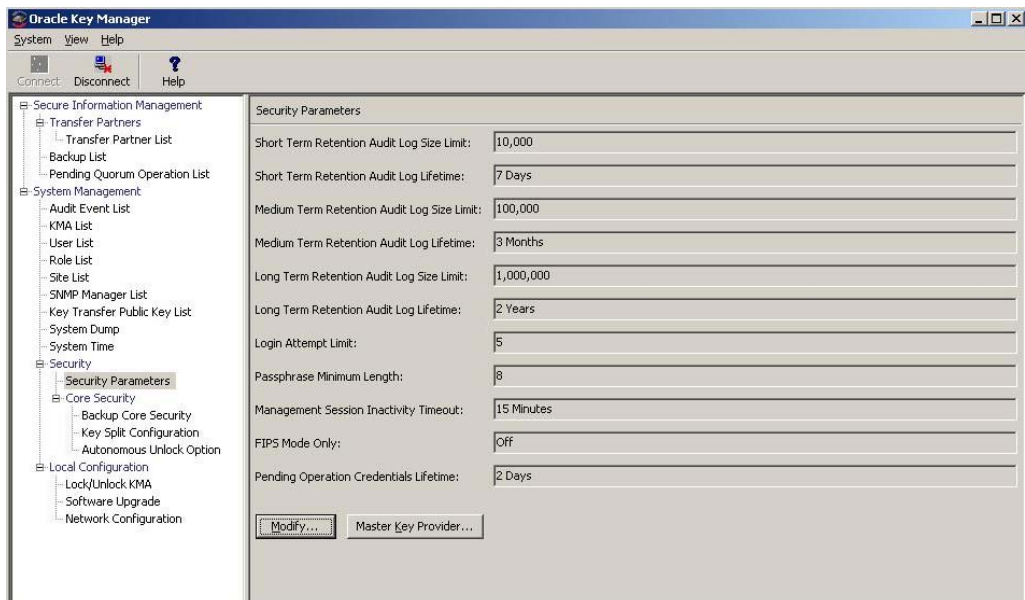 Oracle Key Manager
System View Help
Connect Disconnect Help
Secure Information Management
Transfer Partners
Transfer Partner List
Backup List
Pending Quorum Operation List
System Management
Audit Event List
KMA List
User List
Role List
Site List
SNMP Manager List
Key Transfer Public Key List
System Dump
System Time
Security
Security Parameters
Core Security
Backup Core Security
Key Split Configuration
Autonomous Unlock Option
Local Configuration
Lock/Unlock KMA
Software Upgrade
Network Configuration
Security Parameters
Short Term Retention Audit Log Size Limit: 10,000
Short Term Retention Audit Log Lifetime: 7 Days
Medium Term Retention Audit Log Size Limit: 100,000
Medium Term Retention Audit Log Lifetime: 3 Months
Long Term Retention Audit Log Size Limit: 1,000,000
Long Term Retention Audit Log Lifetime: 2 Years
Login Attempt Limit: 5
Passphrase Minimum Length: 8
Management Session Inactivity Timeout: 15 Minutes
FIPS Mode Only: Off
Pending Operation Credentials Lifetime: 2 Days
Modify... Master Key Provider...